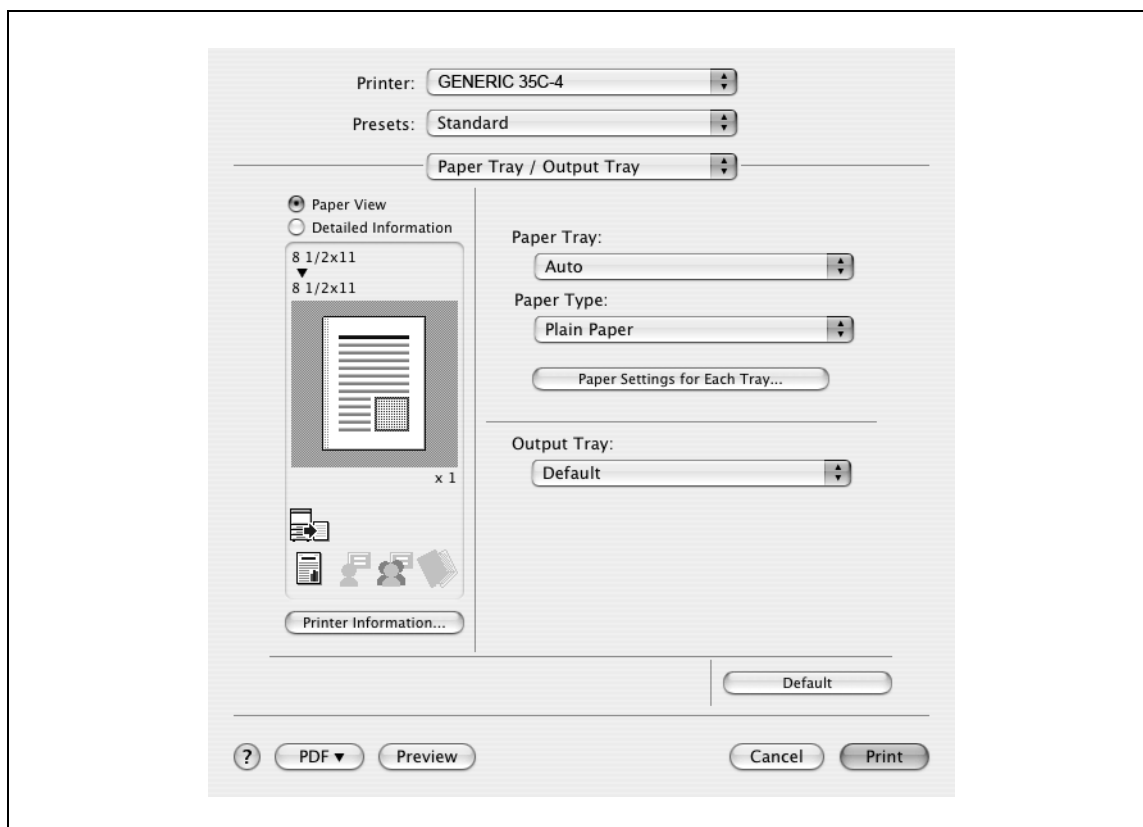 Printer: GENERIC 35C-4
Presets: Standard
Paper Tray / Output Tray
Paper View
Detailed Information
8 1/2x11
8 1/2x11
x 1
Printer Information...
Paper Tray:
Auto
Paper Type:
Plain Paper
Paper Settings for Each Tray...
Output Tray:
Default
Default
? PDF▼ Preview Cancel Print